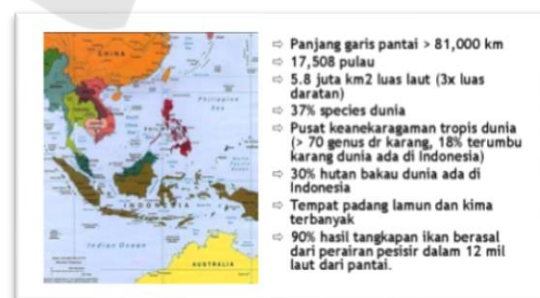 CHINA
Philippine
Sea
INDONESIA
Indian Ocean
AUSTRALIA
⇨ Panjang garis pantai > 81,000 km
⇨ 17,508 pulau
⇨ 5.8 juta km2 luas laut (3x luas
daratan)
⇨ 37% species dunia
⇨ Pusat keanekaragaman tropis dunia
(> 70 genus dr karang, 18% terumbu
karang dunia ada di Indonesia)
⇨ 30% hutan bakau dunia ada di
Indonesia
⇨ Tempat padang lamun dan kima
terbanyak
⇨ 90% hasil tangkapan ikan berasal
dari perairan pesisir dalam 12 mil
laut dari pantai.